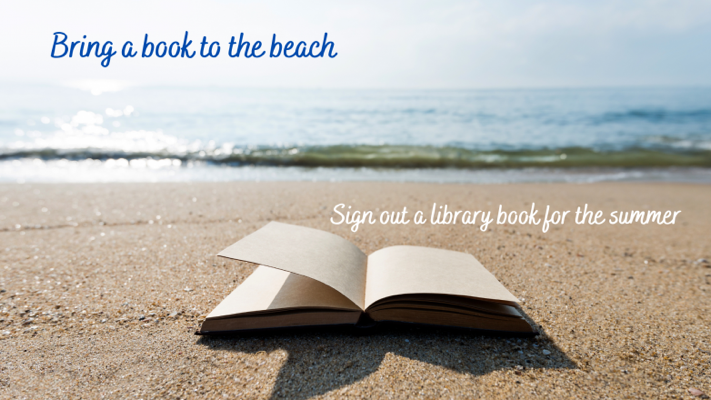 Bring a book to the beach
Sign out a library book for the summer